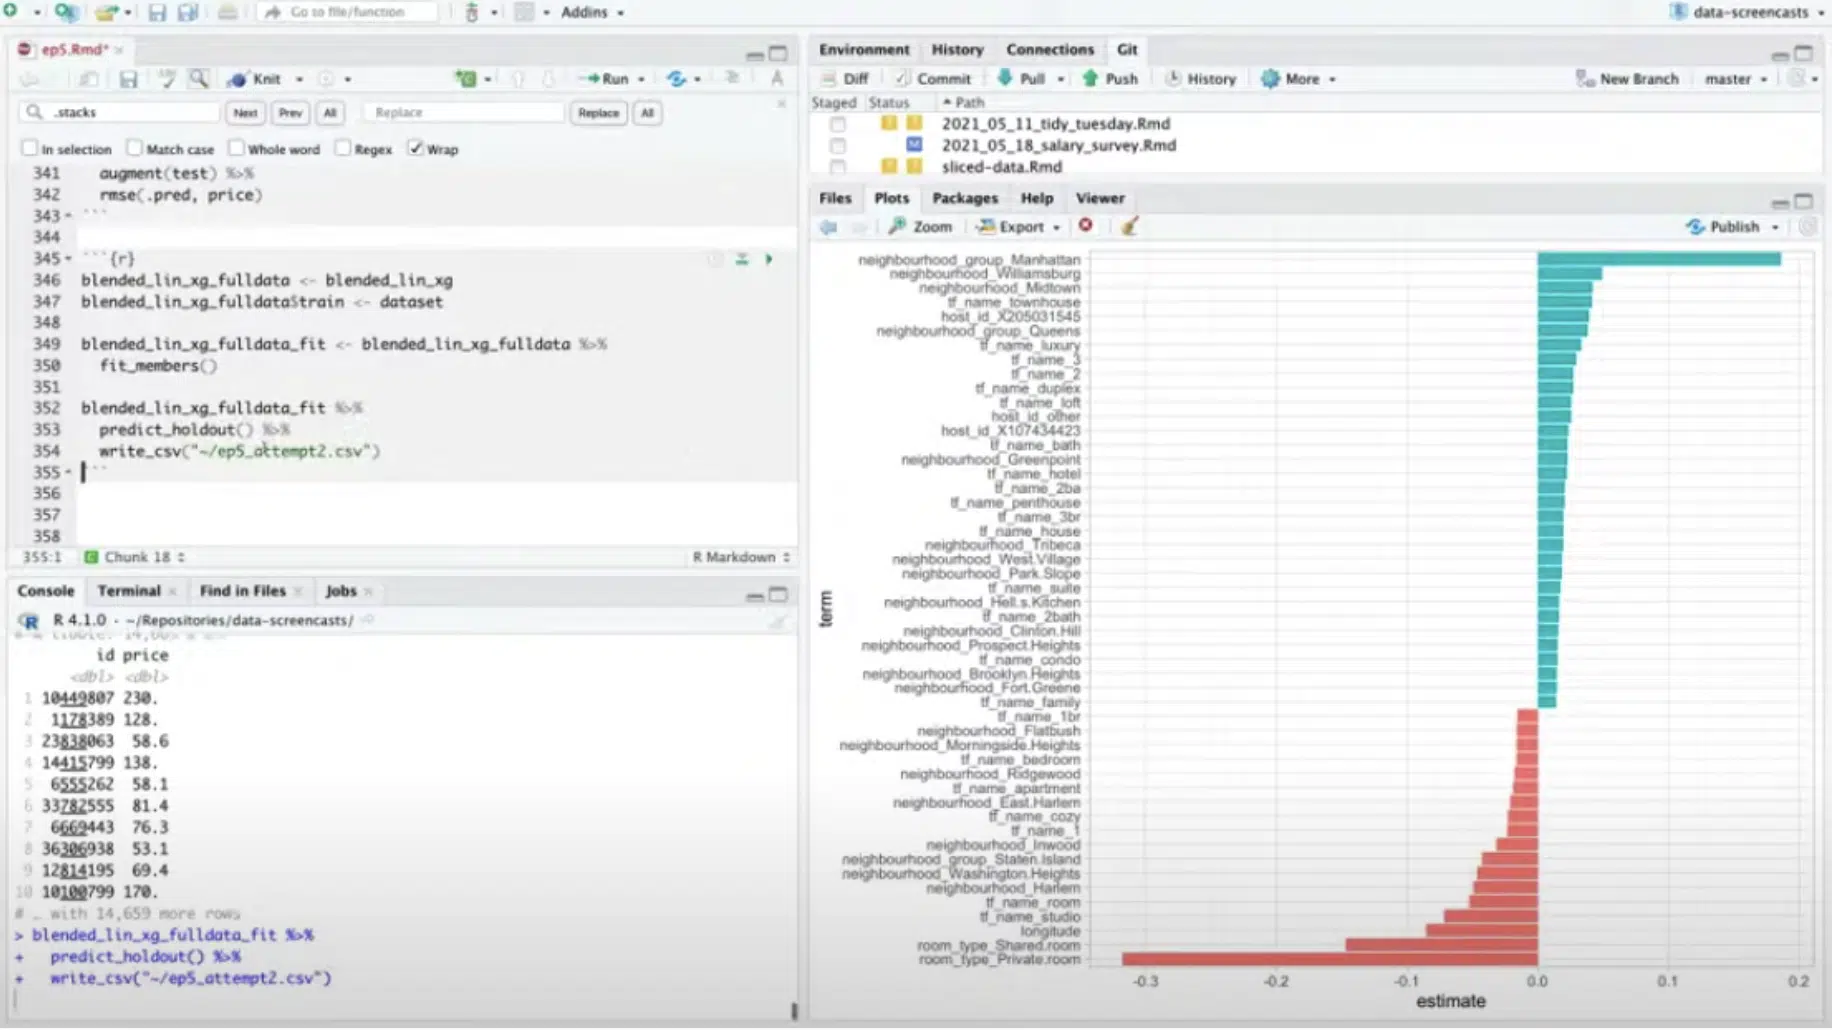 Go to file/function
Addins
data-screencasts
ep5.Rmd*
Knit
Run
.stacks
Next
Prev
All
Replace
Replace
All
In selection
Match case
Whole word
Regex
Wrap
341 augment(test) %>%
342 rmse(.pred, price)
343 ```
344
345 ```{r}
346 blended_lin_xg_fulldata <- blended_lin_xg
347 blended_lin_xg_fulldata$train <- dataset
348
349 blended_lin_xg_fulldata_fit <- blended_lin_xg_fulldata %>%
350 fit_members()
351
352 blended_lin_xg_fulldata_fit %>%
353 predict_holdout() %>%
354 write_csv("~/ep5_attempt2.csv")
355 ```
356
357
358
355:1 Chunk 18 R Markdown
Console Terminal Find in Files Jobs
R 4.1.0 · ~/Repositories/data-screencasts/
id price
<dbl> <dbl>
1 10449807 230.
2 1178389 128.
3 23838063 58.6
4 14415799 138.
5 6555262 58.1
6 33782555 81.4
7 6669443 76.3
8 36306938 53.1
9 12814195 69.4
10 10100799 170.
# … with 14,659 more rows
> blended_lin_xg_fulldata_fit %>%
+ predict_holdout() %>%
+ write_csv("~/ep5_attempt2.csv")
Environment History Connections Git
Diff Commit Pull Push History More New Branch master
Staged Status Path
2021_05_11_tidy_tuesday.Rmd
M 2021_05_18_salary_survey.Rmd
sliced-data.Rmd
Files Plots Packages Help Viewer
Zoom Export Publish
neighbourhood_group_Manhattan
neighbourhood_Williamsburg
neighbourhood_Midtown
tf_name_townhouse
host_id_X205031545
neighbourhood_group_Queens
tf_name_luxury
tf_name_3
tf_name_2
tf_name_duplex
tf_name_loft
host_id_other
host_id_X107434423
tf_name_bath
neighbourhood_Greenpoint
tf_name_hotel
tf_name_2ba
tf_name_penthouse
tf_name_3br
tf_name_house
neighbourhood_Tribeca
neighbourhood_West.Village
neighbourhood_Park.Slope
tf_name_suite
neighbourhood_Hell.s.Kitchen
tf_name_2bath
neighbourhood_Clinton.Hill
neighbourhood_Prospect.Heights
tf_name_condo
neighbourhood_Brooklyn.Heights
neighbourhood_Fort.Greene
tf_name_family
tf_name_1br
neighbourhood_Flatbush
neighbourhood_Morningside.Heights
tf_name_bedroom
neighbourhood_Ridgewood
tf_name_apartment
neighbourhood_East.Harlem
tf_name_cozy
tf_name_1
neighbourhood_Inwood
neighbourhood_group_Staten.Island
neighbourhood_Washington.Heights
neighbourhood_Harlem
tf_name_room
tf_name_studio
longitude
room_type_Shared.room
room_type_Private.room
term
-0.3 -0.2 -0.1 0.0 0.1 0.2
estimate